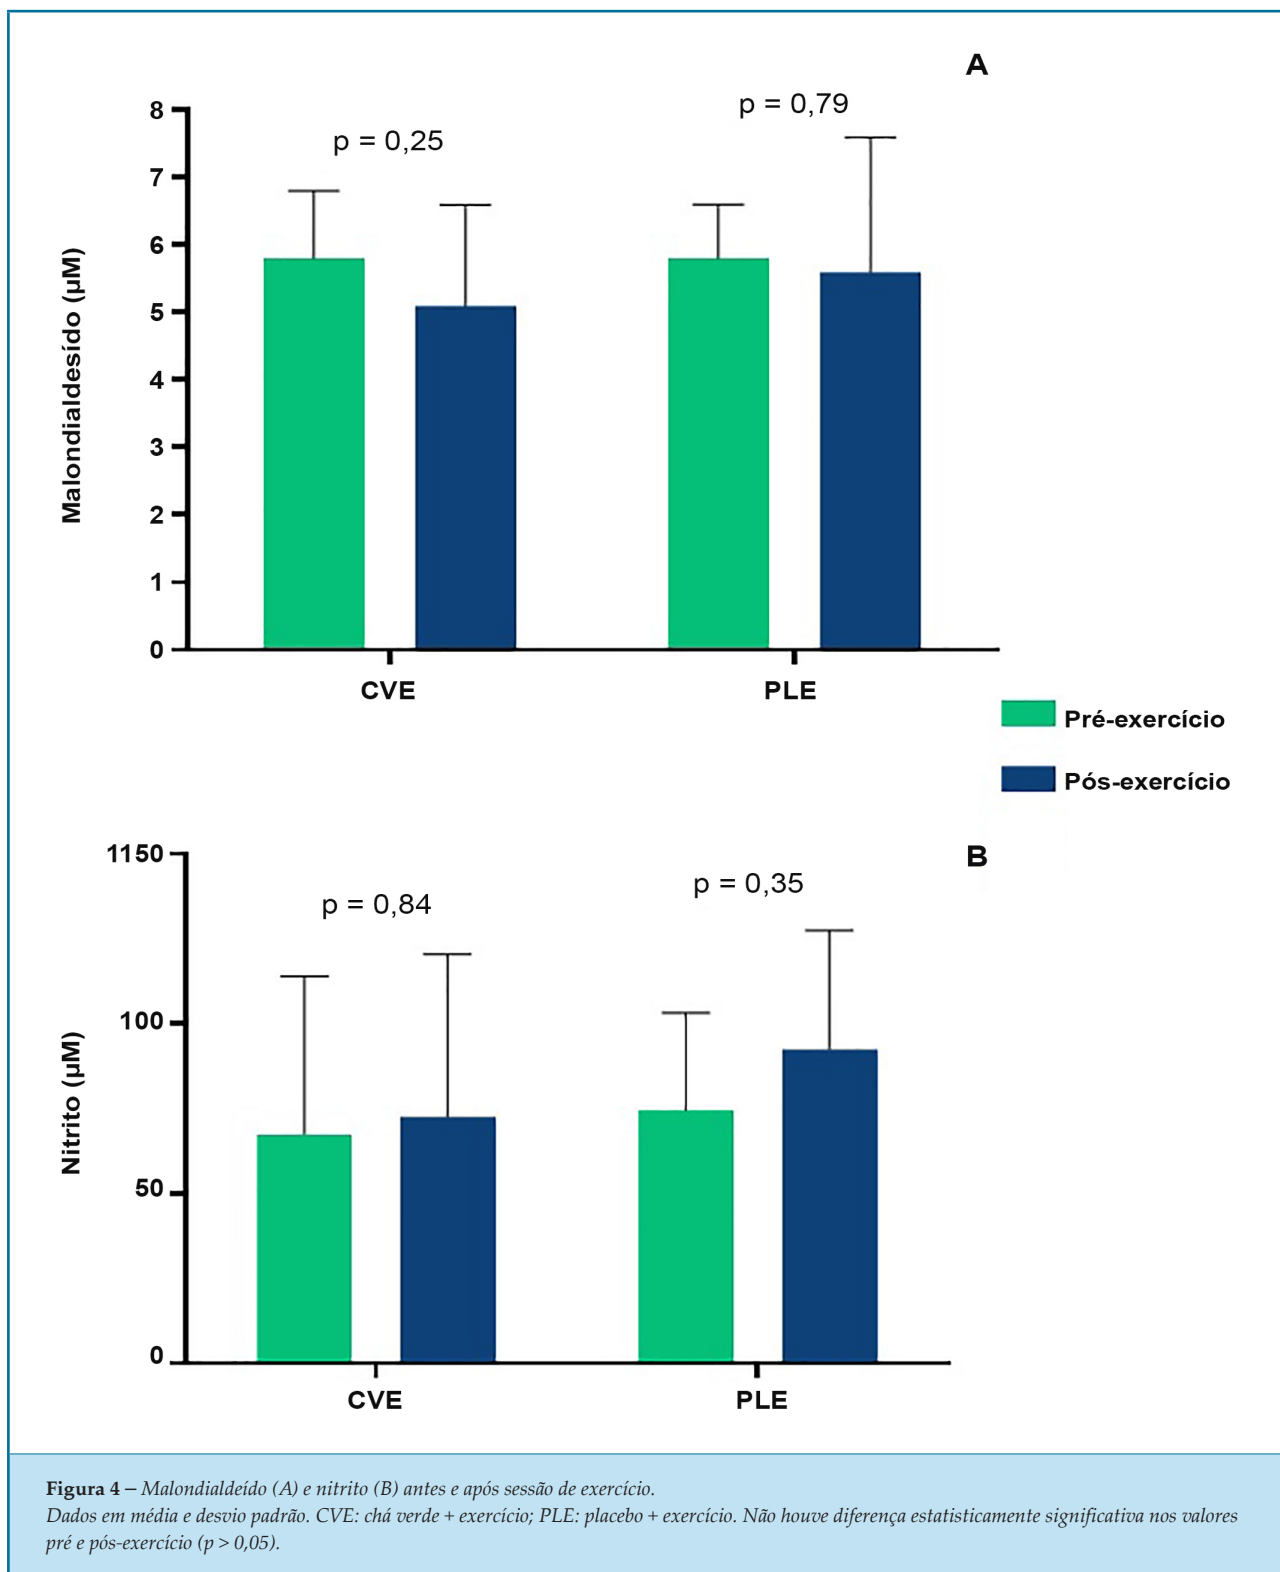 A
p = 0,25
p = 0,79
8
7
6
5
4
3
2
1
0
Malondialdesído (µM)
CVE
PLE
Pré-exercício
Pós-exercício
B
p = 0,84
p = 0,35
1150
100
50
0
Nitrito (µM)
CVE
PLE
Figura 4 – Malondialdeído (A) e nitrito (B) antes e após sessão de exercício.
Dados em média e desvio padrão. CVE: chá verde + exercício; PLE: placebo + exercício. Não houve diferença estatisticamente significativa nos valores
pré e pós-exercício (p > 0,05).